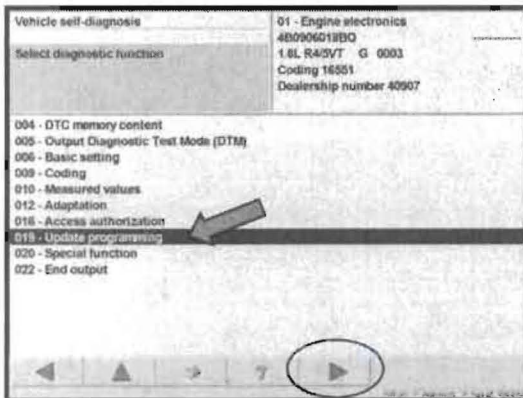 Vehicle self-diagnosis
Select diagnostic function
01 - Engine electronics
4B0906018BQ
1.8L R4/5VT G 0003
Coding 16551
Dealership number 40907
004 - DTC memory content
005 - Output Diagnostic Test Mode (DTM)
006 - Basic setting
009 - Coding
010 - Measured values
012 - Adaptation
016 - Access authorization
019 - Update programming
020 - Special function
022 - End output
?